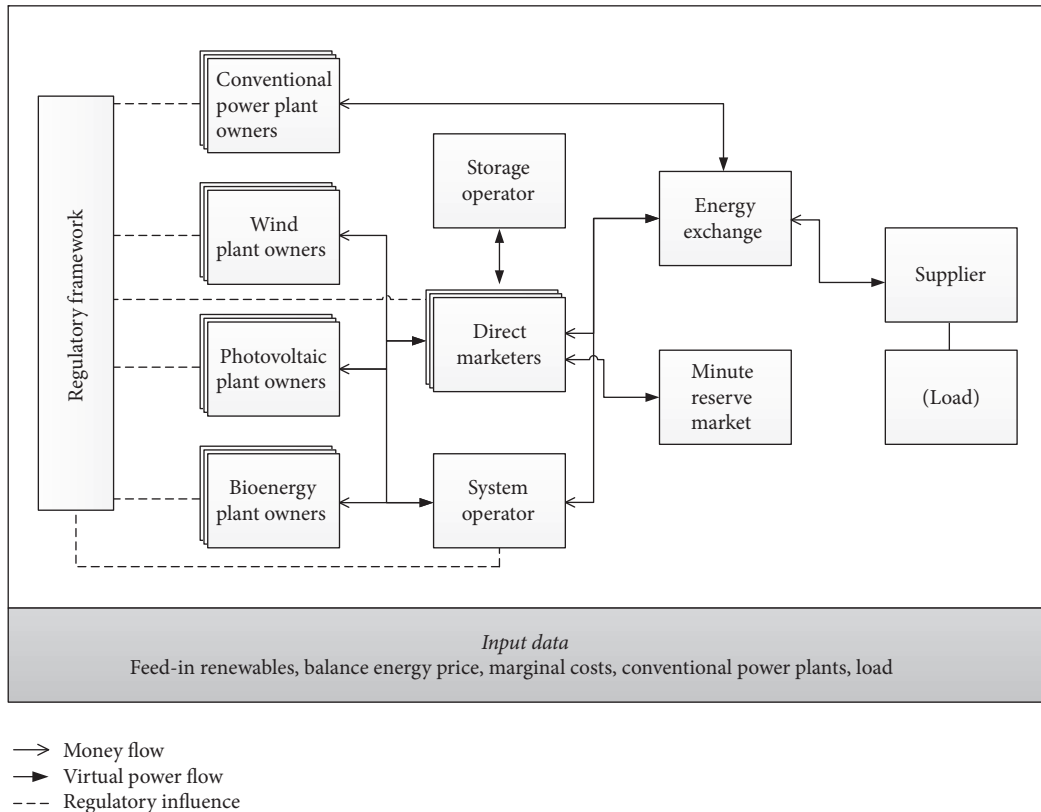 Regulatory framework
Conventional
power plant
owners
Wind
plant owners
Photovoltaic
plant owners
Bioenergy
plant owners
Storage
operator
Direct
marketers
System
operator
Energy
exchange
Minute
reserve
market
Supplier
(Load)
Input data
Feed-in renewables, balance energy price, marginal costs, conventional power plants, load
Money flow
Virtual power flow
Regulatory influence